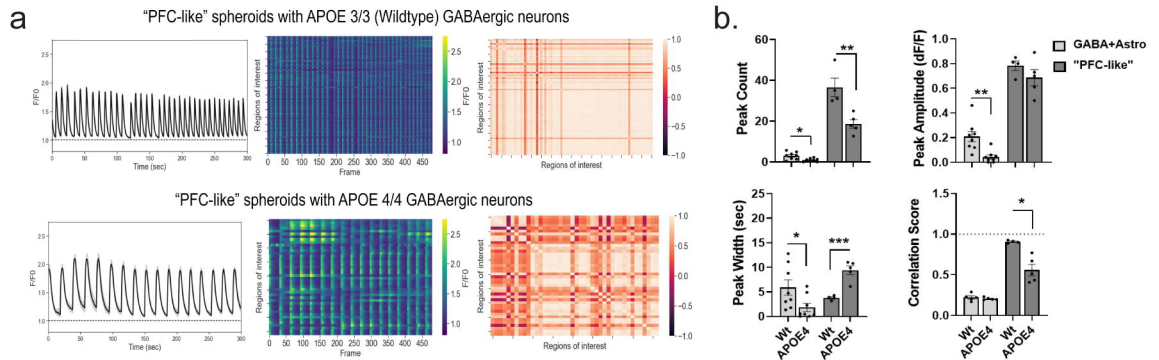 a.
"PFC-like" spheroids with APOE 3/3 (Wildtype) GABAergic neurons
F/F0
2.5
2.0
1.5
1.0
0 50 100 150 200 250 300
Time (sec)
Regions of interest
0 50 100 150 200 250 300 350 400 450
Frame
2.5
2.0
1.5
1.0
F/F0
Regions of interest
Regions of interest
1.0
0.5
0.0
-0.5
-1.0
"PFC-like" spheroids with APOE 4/4 GABAergic neurons
F/F0
2.5
2.0
1.5
1.0
0 50 100 150 200 250 300
Time (sec)
Regions of interest
0 50 100 150 200 250 300 350 400 450
Frame
2.5
2.0
1.5
1.0
F/F0
Regions of interest
Regions of interest
1.0
0.5
0.0
-0.5
-1.0
b.
Peak Count
60
40
20
0
*
**
Peak Amplitude (dF/F)
1.0
0.8
0.6
0.4
0.2
0.0
**
GABA+Astro
"PFC-like"
Peak Width (sec)
25
20
15
10
5
0
*
***
Wt APOE4 Wt APOE4
Correlation Score
1.5
1.0
0.5
0.0
*
Wt APOE4 Wt APOE4